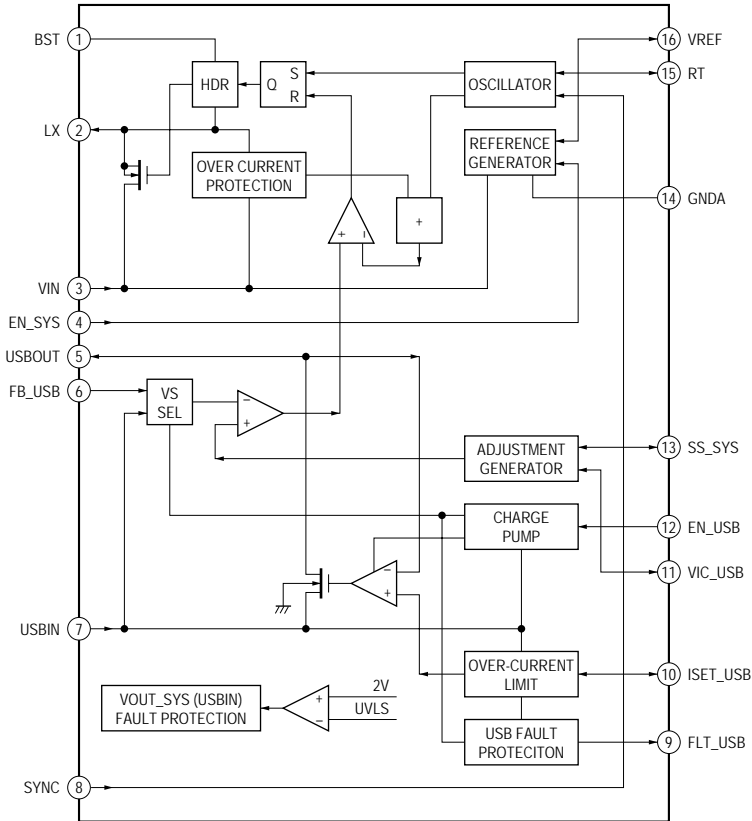 BST 1
16 VREF
HDR
Q S
R
OSCILLATOR
15 RT
LX 2
OVER CURRENT
PROTECTION
REFERENCE
GENERATOR
+
14 GNDA
+ –
VIN 3
EN_SYS 4
USBOUT 5
FB_USB 6
VS
SEL
–
+
ADJUSTMENT
GENERATOR
13 SS_SYS
CHARGE
PUMP
12 EN_USB
–
+
11 VIC_USB
USBIN 7
OVER-CURRENT
LIMIT
10 ISET_USB
VOUT_SYS (USBIN)
FAULT PROTECTION
+
–
2V
UVLS
USB FAULT
PROTECITON
9 FLT_USB
SYNC 8